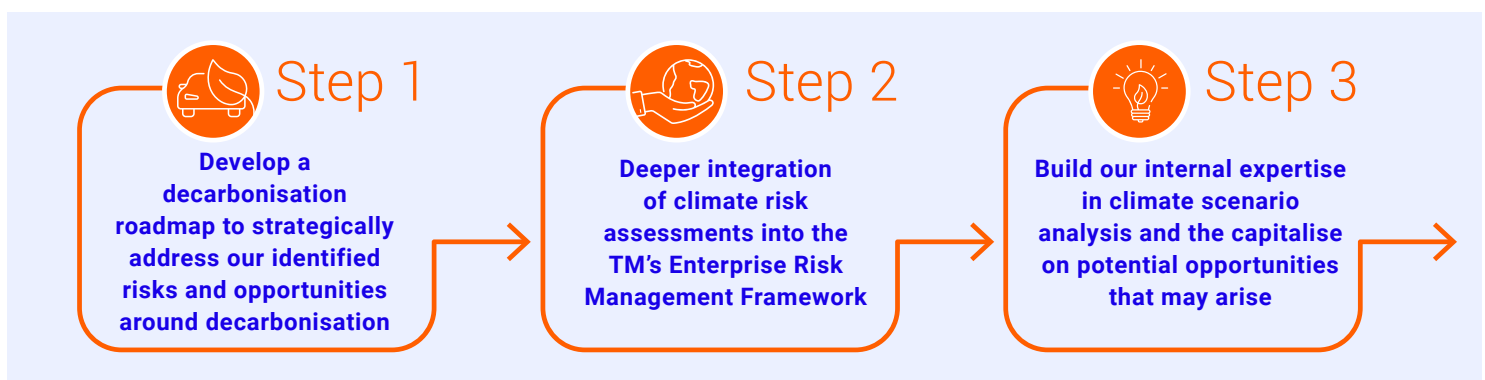 Step 1
Develop a
decarbonisation
roadmap to strategically
address our identified
risks and opportunities
around decarbonisation
Step 2
Deeper integration
of climate risk
assessments into the
TM’s Enterprise Risk
Management Framework
Step 3
Build our internal expertise
in climate scenario
analysis and the capitalise
on potential opportunities
that may arise